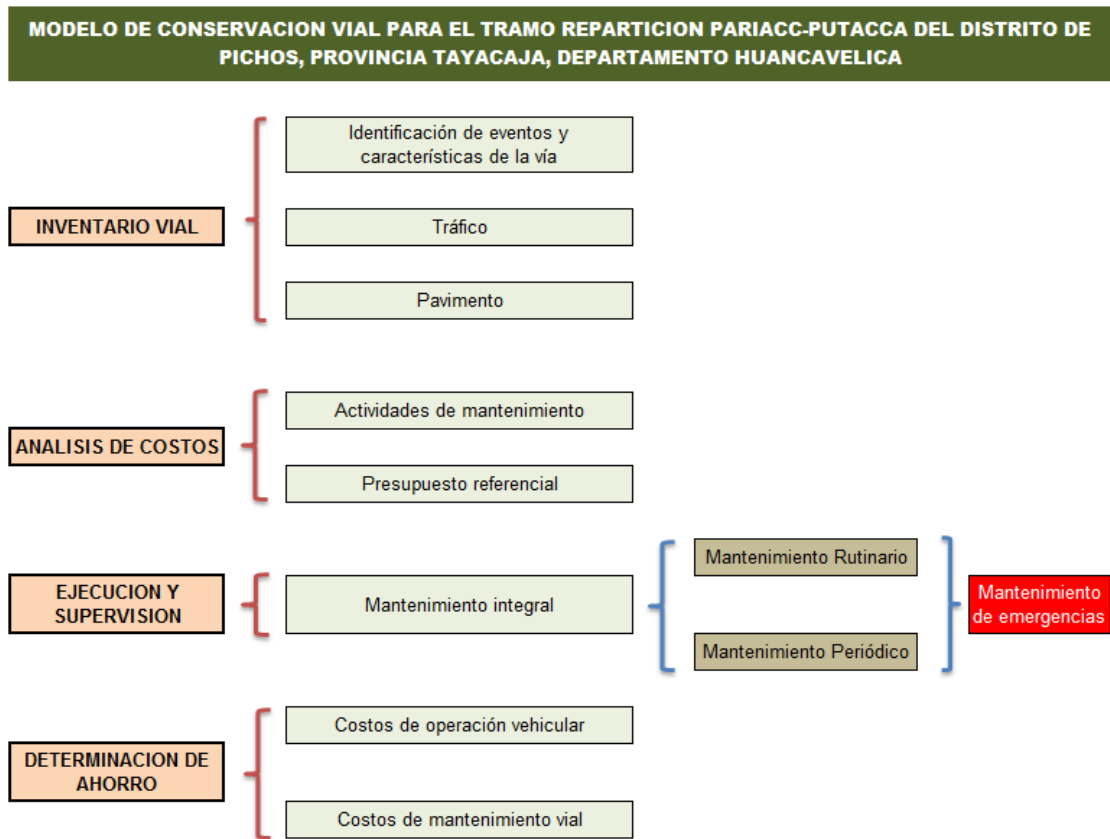 MODELO DE CONSERVACION VIAL PARA EL TRAMO REPARTICION PARIACC-PUTACCA DEL DISTRITO DE
PICHOS, PROVINCIA TAYACAJA, DEPARTAMENTO HUANCAVELICA
INVENTARIO VIAL
Identificación de eventos y
características de la vía
Tráfico
Pavimento
ANALISIS DE COSTOS
Actividades de mantenimiento
Presupuesto referencial
EJECUCION Y
SUPERVISION
Mantenimiento integral
Mantenimiento Rutinario
Mantenimiento Periódico
Mantenimiento
de emergencias
DETERMINACION DE
AHORRO
Costos de operación vehicular
Costos de mantenimiento vial